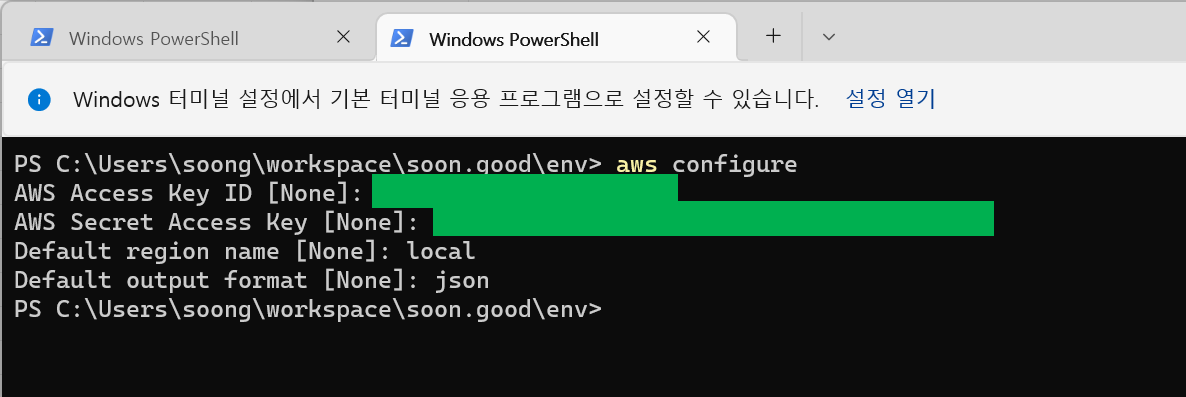 Windows PowerShell
Windows PowerShell
Windows 터미널 설정에서 기본 터미널 응용 프로그램으로 설정할 수 있습니다. 설정 열기
PS C:\Users\soong\workspace\soon.good\env> aws configure
AWS Access Key ID [None]:
AWS Secret Access Key [None]:
Default region name [None]: local
Default output format [None]: json
PS C:\Users\soong\workspace\soon.good\env>